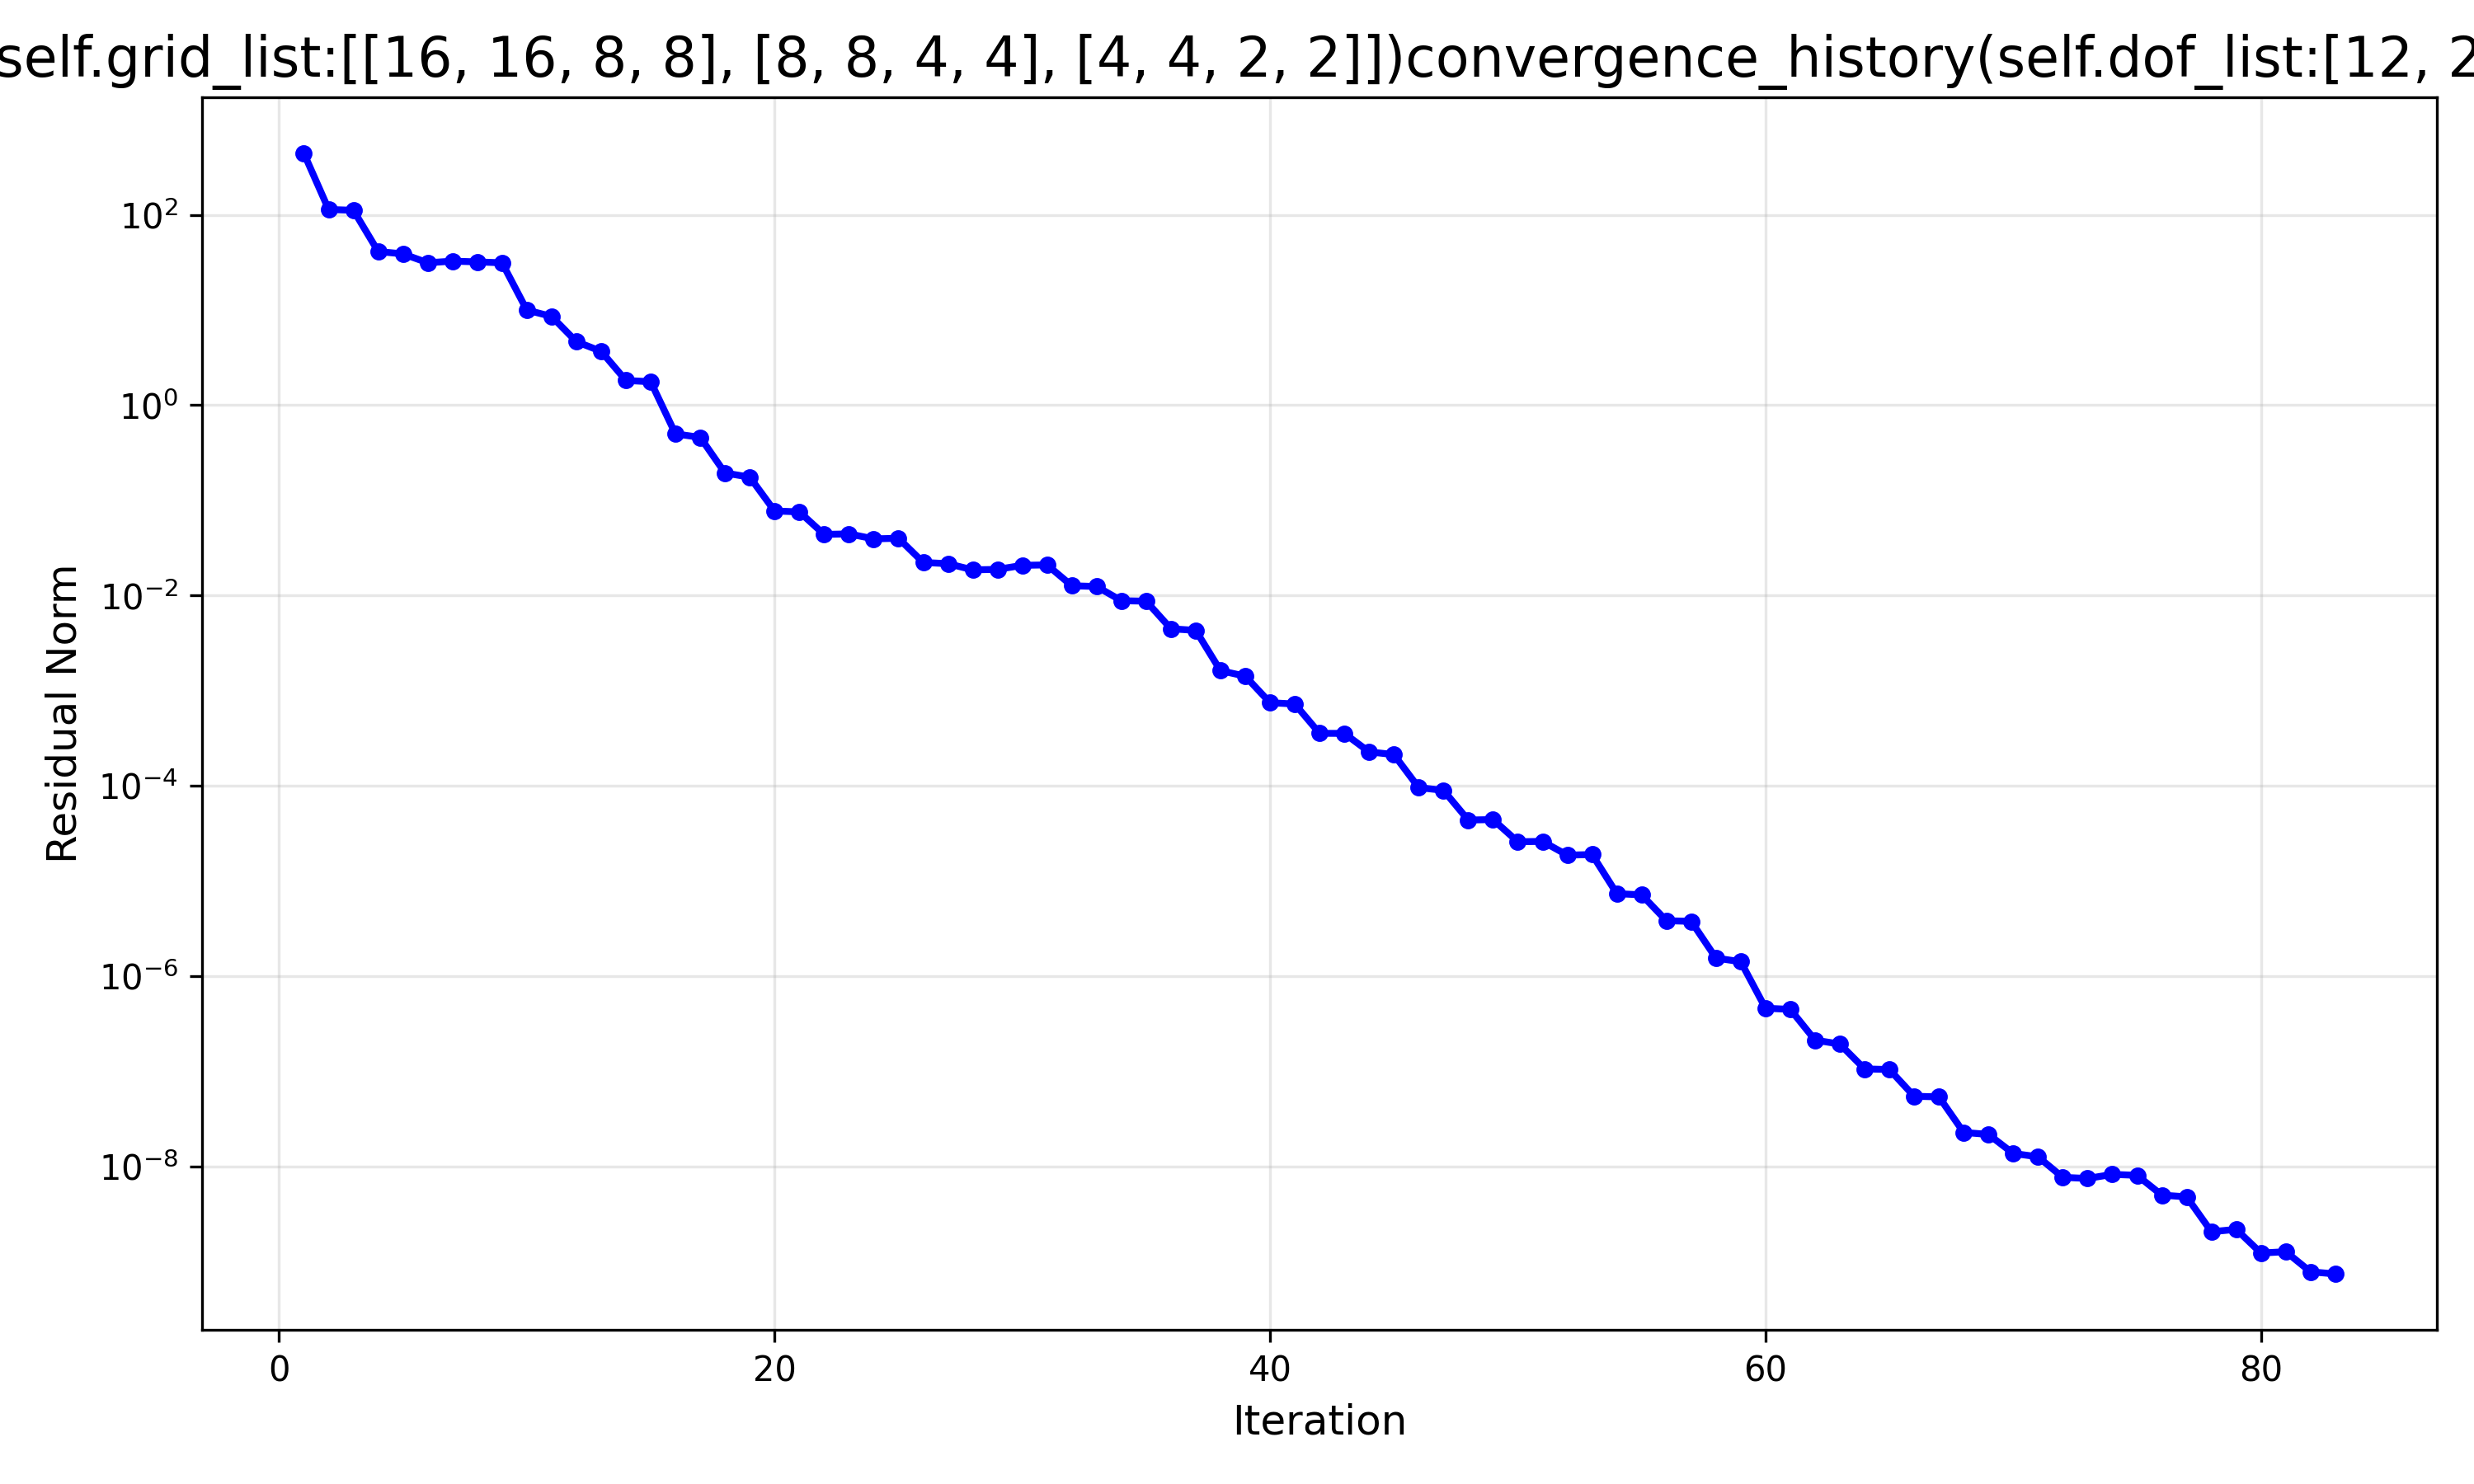 self.grid_list:[[16, 16, 8, 8], [8, 8, 4, 4], [4, 4, 2, 2]])convergence_history(self.dof_list:[12, 2
10²
10⁰
10⁻²
10⁻⁴
10⁻⁶
10⁻⁸
Residual Norm
0 20 40 60 80
Iteration